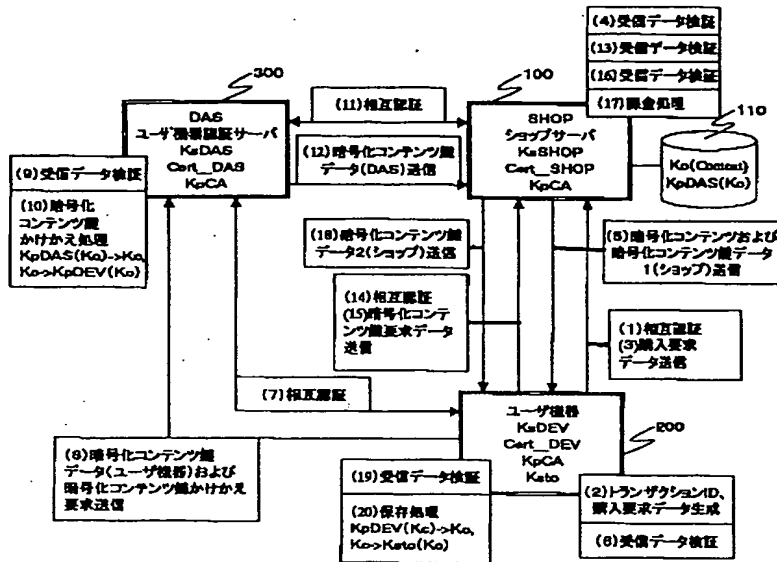 (4)受信データ検証
(13)受信データ検証
(16)受信データ検証
(17)課金処理
300
100
110
(11)相互認証
DAS
ユーザ機器認証サーバ
KsDAS
Cert_DAS
KpCA
SHOP
ショップサーバ
KsSHOP
Cert_SHOP
KpCA
Kc(Content)
KpDAS(Kc)
(12)暗号化コンテンツ鍵
データ(DAS)送信
(9)受信データ検証
(10)暗号化
コンテンツ鍵
かけかえ処理
KpDAS(Kc)->Kc,
Kc->KpDEV(Kc)
(18)暗号化コンテンツ鍵
データ2(ショップ)送信
(5)暗号化コンテンツおよび
暗号化コンテンツ鍵データ
1(ショップ)送信
(14)相互認証
(15)暗号化コンテ
ンツ鍵要求データ
送信
(1)相互認証
(3)購入要求
データ送信
(7)相互認証
ユーザ機器
KsDEV
Cert_DEV
KpCA
Ksto
200
(8)暗号化コンテンツ鍵
データ(ユーザ機器)および
暗号化コンテンツ鍵かけかえ
要求送信
(19)受信データ検証
(20)保存処理
KpDEV(Kc)->Kc,
Kc->Ksto(Kc)
(2)トランザクションID、
購入要求データ生成
(6)受信データ検証